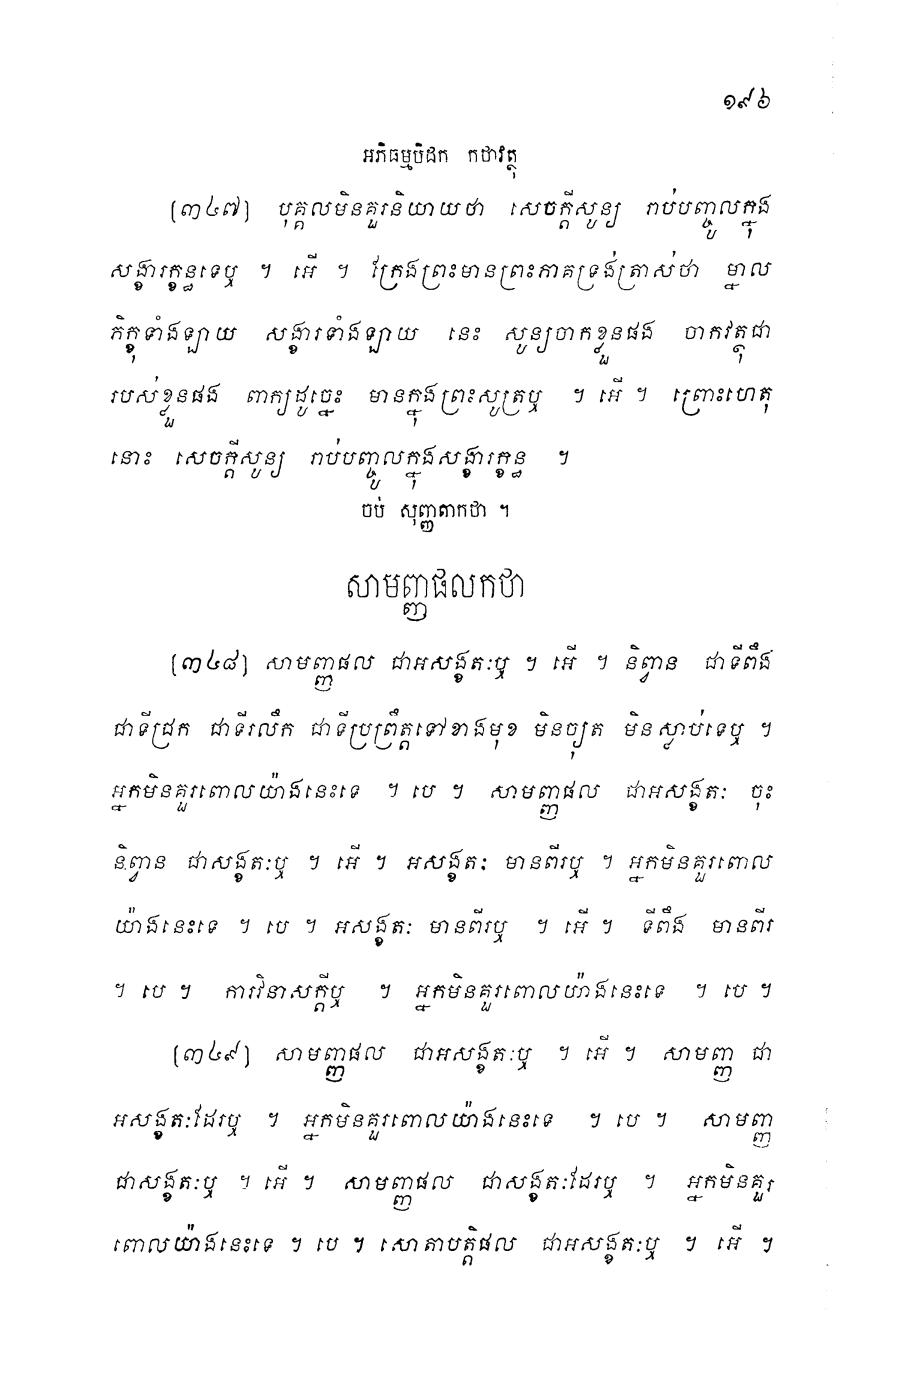 ១៩៦
អភិធម្មបិដក កថាវត្ថុ
[៣៤៧] បុគ្គលមិនគួរនិយាយថា សេចក្តីសូន្យ រាប់បញ្ចូលក្នុង
សង្ខារក្ខន្ធទេឬ ។ អើ ។ ក្រែងព្រះមានព្រះភាគទ្រង់ត្រាស់ថា ម្នាល
ភិក្ខុទាំងឡាយ សង្ខារទាំងឡាយ នេះ សូន្យចាកខ្លួនផង ចាកវត្ថុជា
របស់ខ្លួនផង ពាក្យដូច្នេះ មានក្នុងព្រះសូត្រឬ ។ អើ ។ ព្រោះហេតុ
នោះ សេចក្តីសូន្យ រាប់បញ្ចូលក្នុងសង្ខារក្ខន្ធ ។
ចប់ សុញ្ញតាកថា ។
សាមញ្ញផលកថា
[៣៤៨] សាមញ្ញផល ជាអសង្ខតៈឬ ។ អើ ។ និព្វាន ជាទីពឹង
ជាទីជ្រក ជាទីរលឹក ជាទីប្រព្រឹត្តទៅខាងមុខ មិនច្យុត មិនស្លាប់ទេឬ ។
អ្នកមិនគួរពោលយ៉ាងនេះទេ ។ បេ ។ សាមញ្ញផល ជាអសង្ខតៈ ចុះ
និព្វាន ជាសង្ខតៈឬ ។ អើ ។ អសង្ខតៈ មានពីរឬ ។ អ្នកមិនគួរពោល
យ៉ាងនេះទេ ។ បេ ។ អសង្ខតៈ មានពីរឬ ។ អើ ។ ទីពឹង មានពីរ
។ បេ ។ ការវិនាសក្តីឬ ។ អ្នកមិនគួរពោលយ៉ាងនេះទេ ។ បេ ។
[៣៤៩] សាមញ្ញផល ជាអសង្ខតៈឬ ។ អើ ។ សាមញ្ញ ជា
អសង្ខតៈដែរឬ ។ អ្នកមិនគួរពោលយ៉ាងនេះទេ ។ បេ ។ សាមញ្ញ
ជាសង្ខតៈឬ ។ អើ ។ សាមញ្ញផល ជាសង្ខតៈដែរឬ ។ អ្នកមិនគួរ
ពោលយ៉ាងនេះទេ ។ បេ ។ សោតាបត្តិផល ជាអសង្ខតៈឬ ។ អើ ។